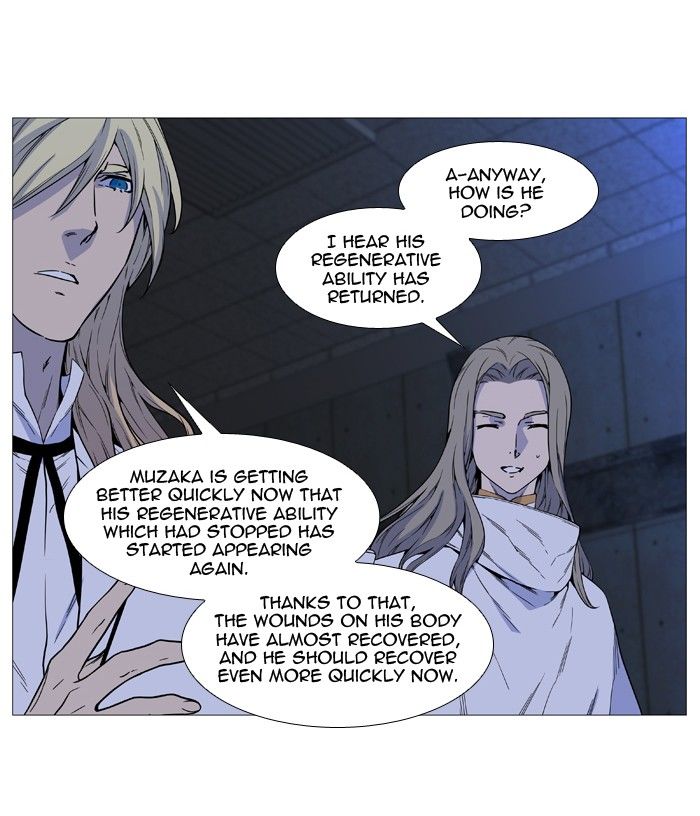 A-ANYWAY,
HOW IS HE
DOING?
I HEAR HIS
REGENERATIVE
ABILITY HAS
RETURNED.
MUZAKA IS GETTING
BETTER QUICKLY NOW THAT
HIS REGENERATIVE ABILITY
WHICH HAD STOPPED HAS
STARTED APPEARING
AGAIN.
THANKS TO THAT,
THE WOUNDS ON HIS BODY
HAVE ALMOST RECOVERED,
AND HE SHOULD RECOVER
EVEN MORE QUICKLY NOW.